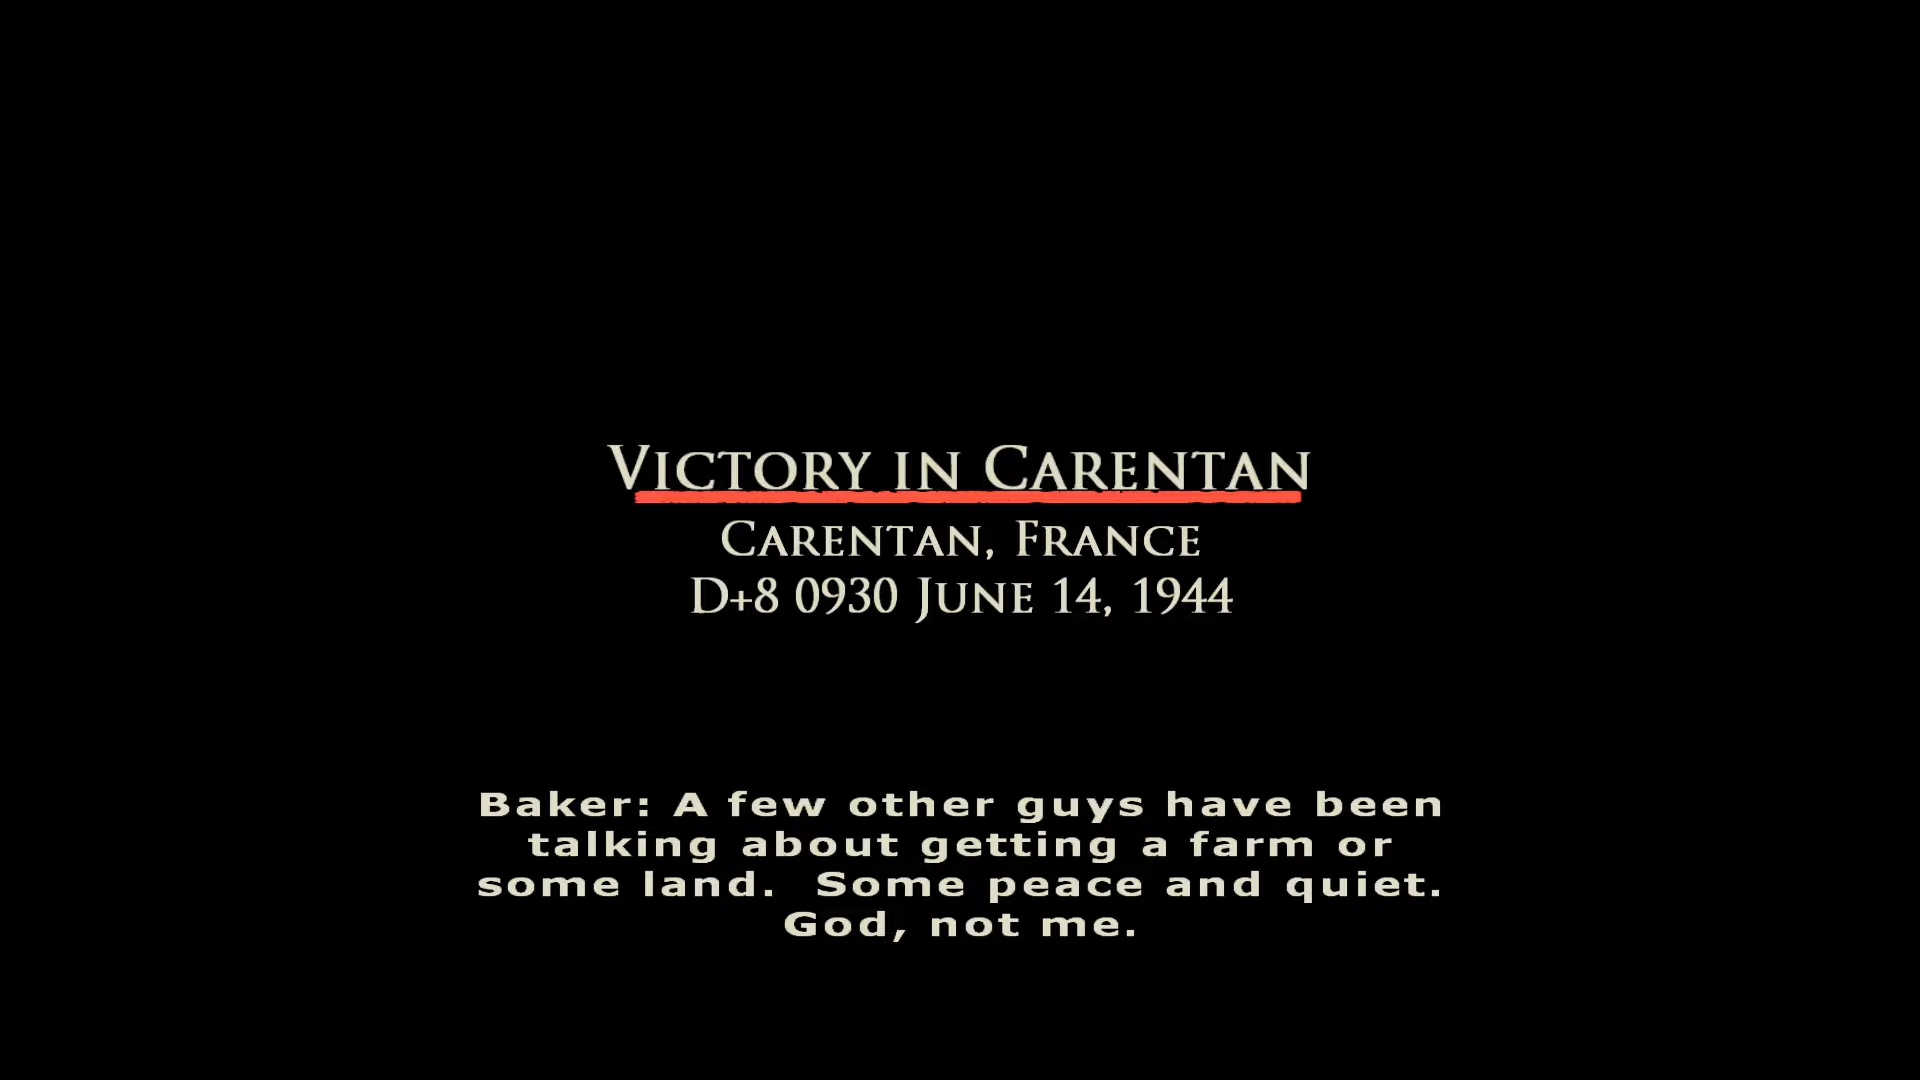 Victory in Carentan
Carentan, France
D+8 0930 June 14, 1944
Baker: A few other guys have been
talking about getting a farm or
some land.  Some peace and quiet.
God, not me.